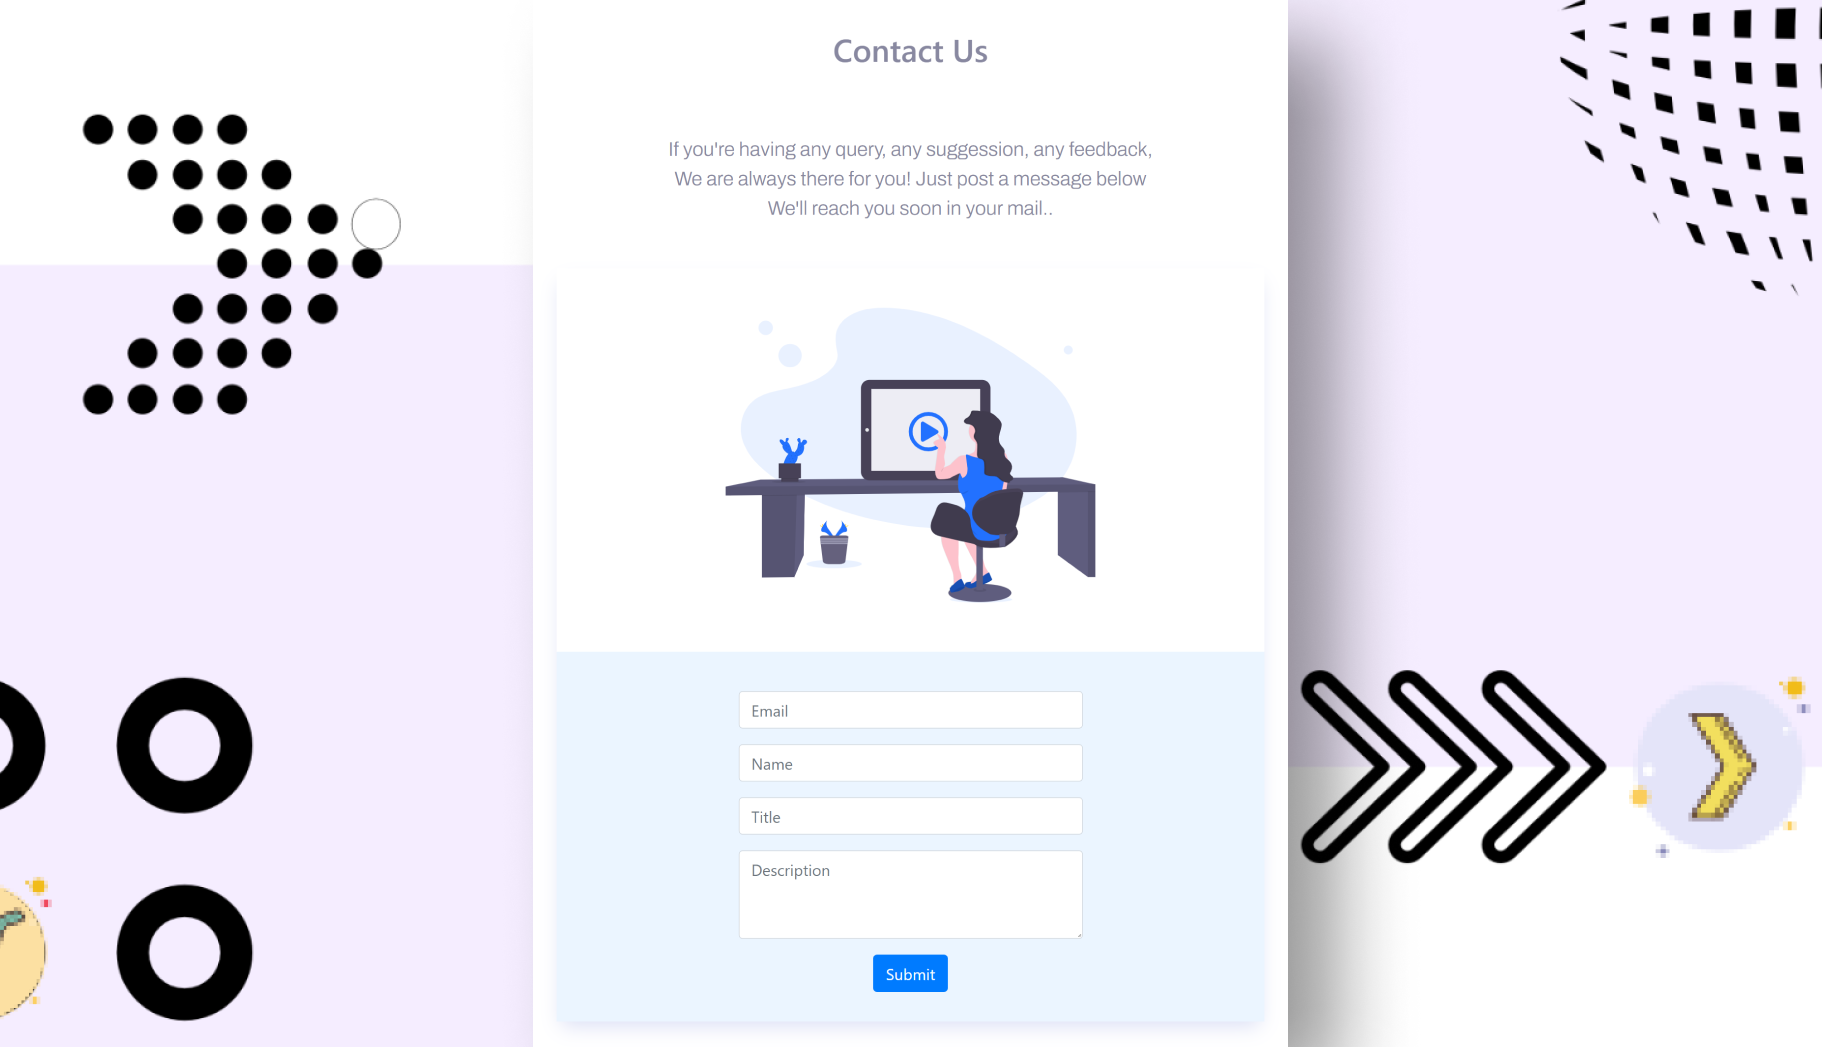 Contact Us
If you're having any query, any suggession, any feedback,
We are always there for you! Just post a message below
We'll reach you soon in your mail..
Email
Name
Title
Description
Submit